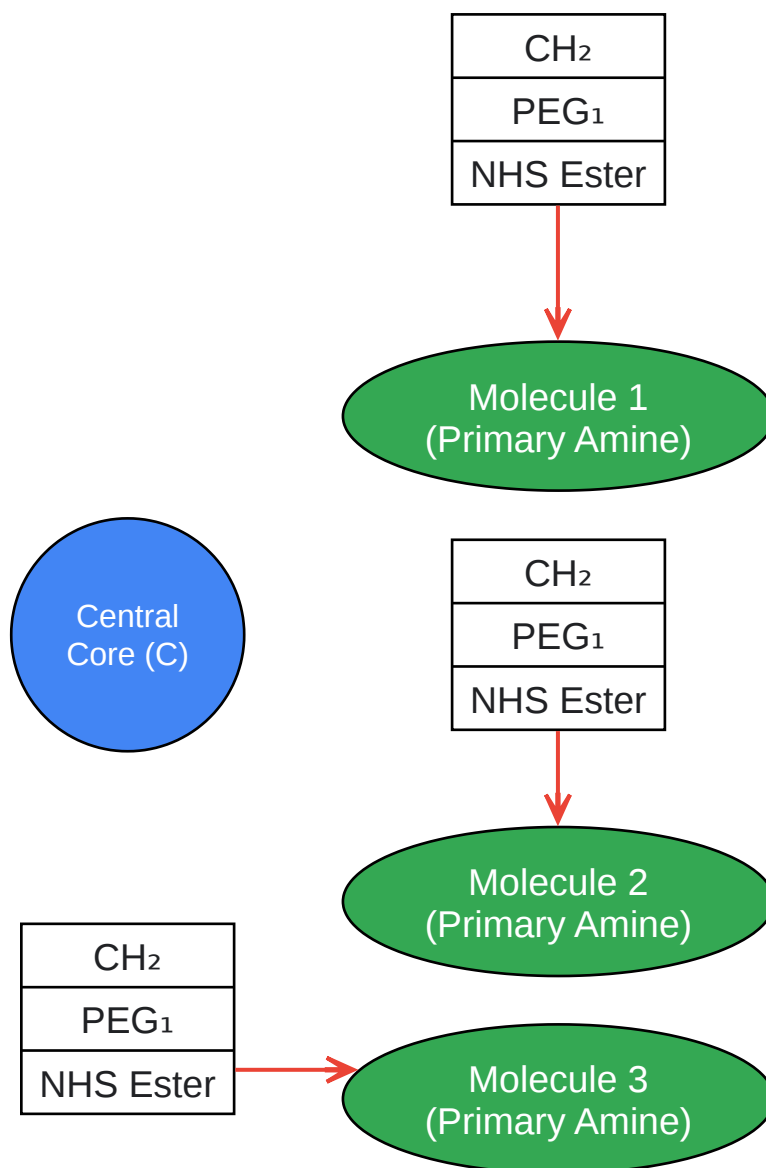 CH₂
PEG₁
NHS Ester
Molecule 1
(Primary Amine)
Central
Core (C)
CH₂
PEG₁
NHS Ester
Molecule 2
(Primary Amine)
CH₂
PEG₁
NHS Ester
Molecule 3
(Primary Amine)